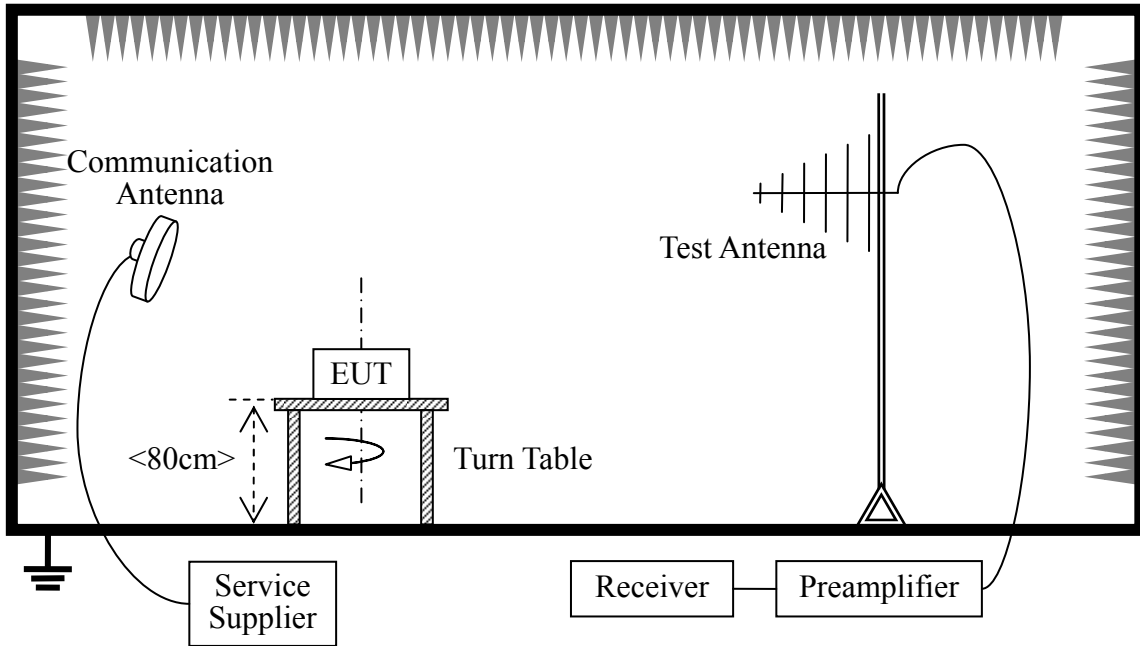 Communication
Antenna
Test Antenna
EUT
<80cm>
Turn Table
Service
Supplier
Receiver
Preamplifier